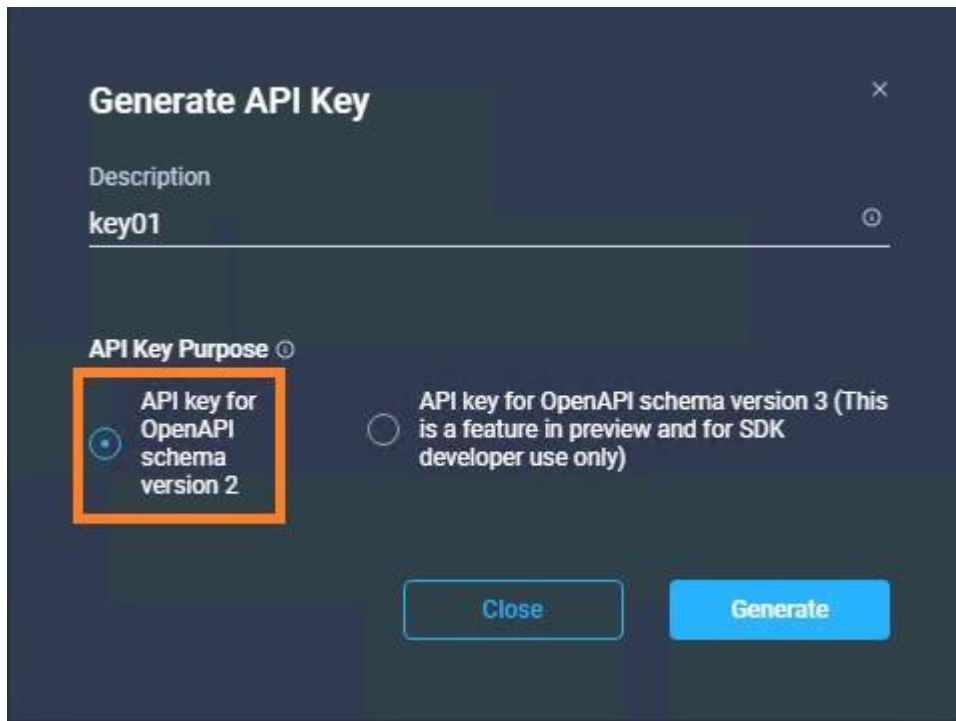 Generate API Key
Description
key01
API Key Purpose
API key for
OpenAPI
schema
version 2
API key for OpenAPI schema version 3 (This
is a feature in preview and for SDK
developer use only)
Close
Generate